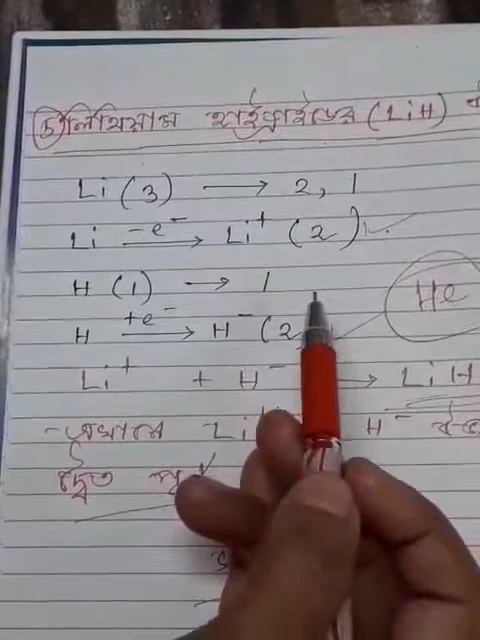 লিথিয়াম হাইড্রাইডের (LiH)
Li (3) → 2, 1
Li -e⁻→ Li⁺ (2)
H (1) → 1
H +e⁻→ H⁻ (2
He
Li⁺ + H⁻ → LiH
- এখানে Li H⁻
দ্বৈত